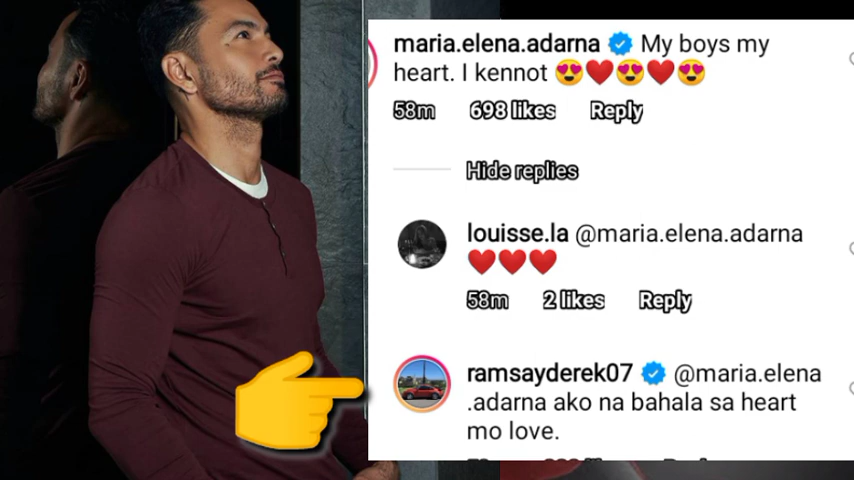 maria.elena.adarna My boys my
heart. I kennot 😍❤️😍❤️😍
58m 698 likes Reply
Hide replies
louisse.la @maria.elena.adarna
❤️❤️❤️
58m 2 likes Reply
ramsayderek07 @maria.elena
.adarna ako na bahala sa heart
mo love.